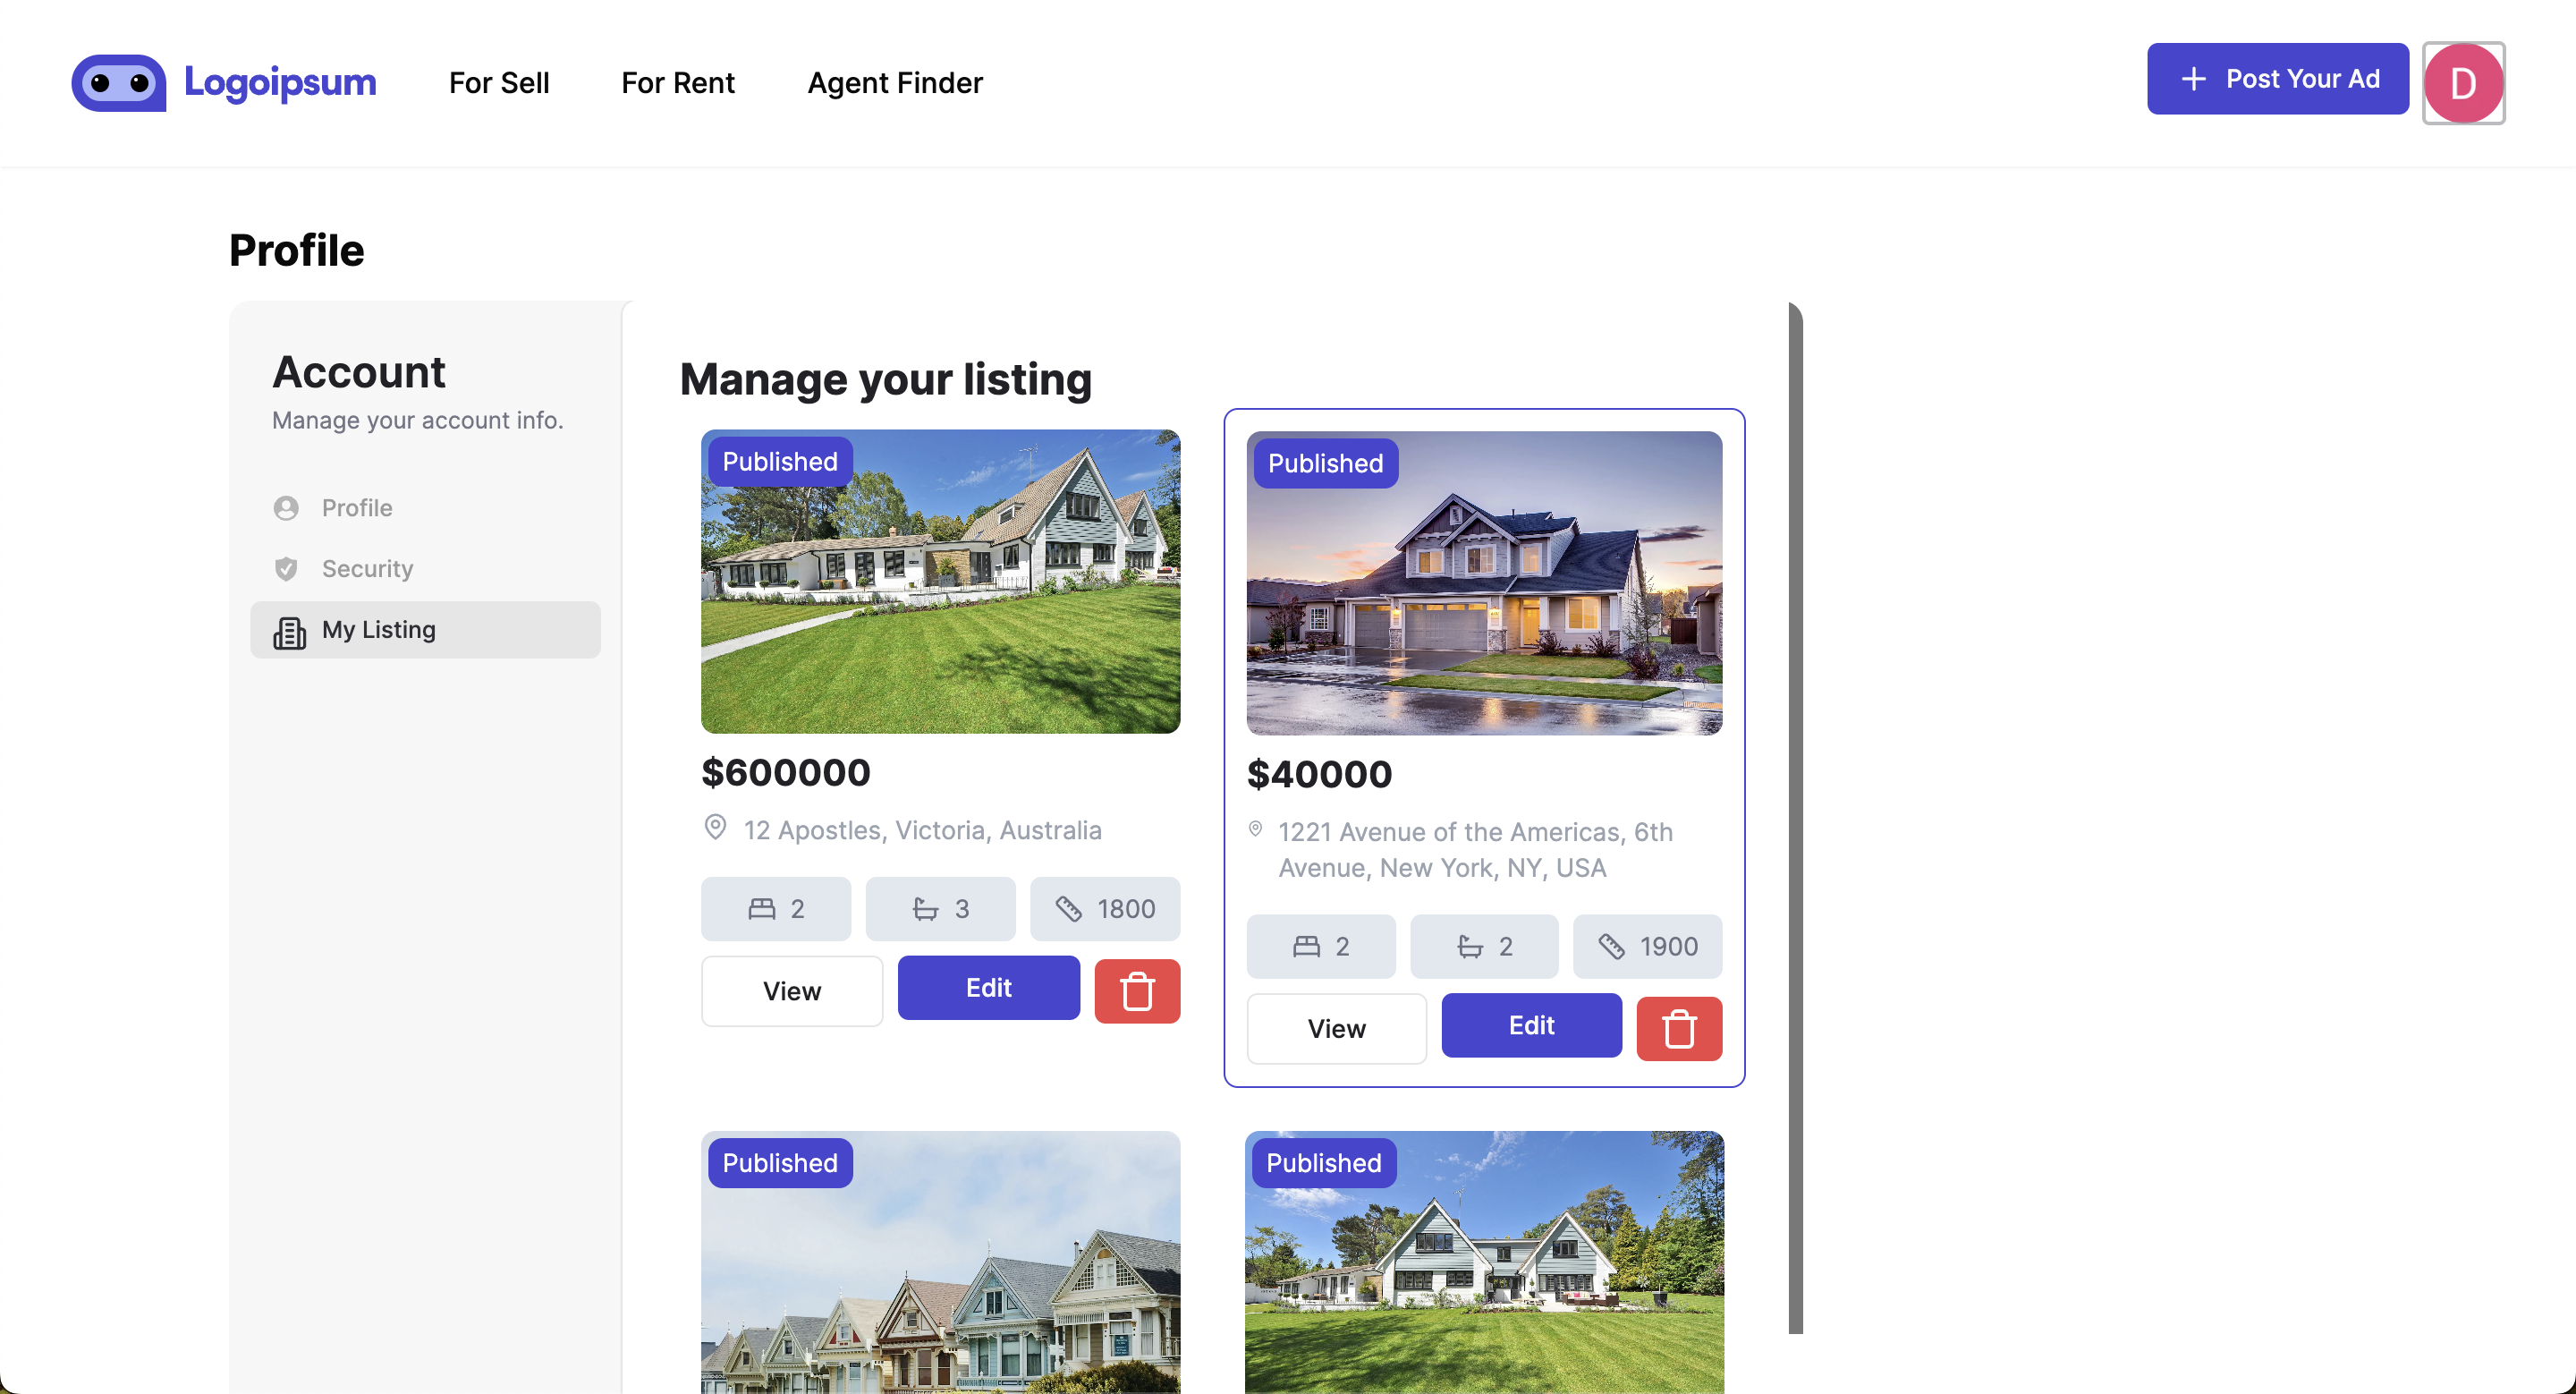 Logoipsum
For Sell
For Rent
Agent Finder
Post Your Ad
D
Profile
Account
Manage your account info.
Profile
Security
My Listing
Manage your listing
Published
$600000
12 Apostles, Victoria, Australia
2
3
1800
View
Edit
Published
$40000
1221 Avenue of the Americas, 6th
Avenue, New York, NY, USA
2
2
1900
View
Edit
Published
Published